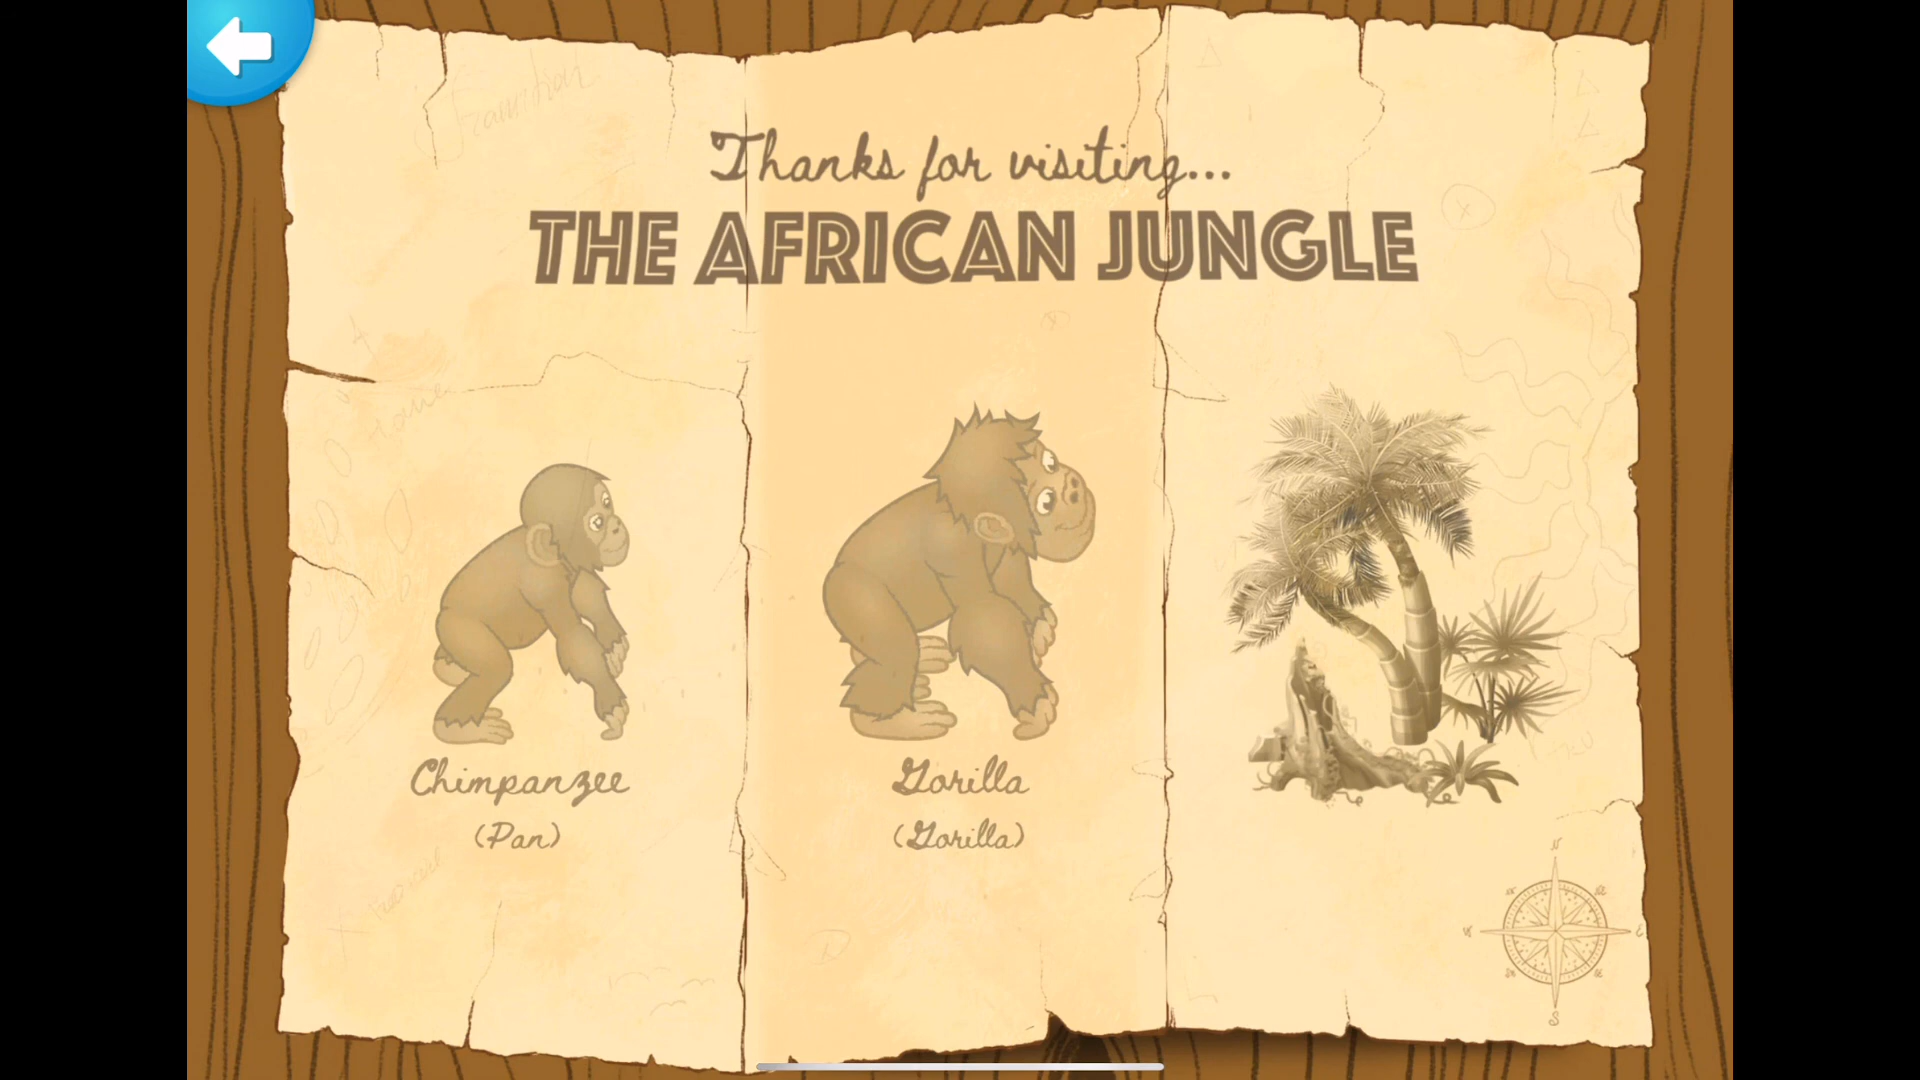 Thanks for visiting...
THE AFRICAN JUNGLE
Chimpanzee
(Pan)
Gorilla
(Gorilla)
N
S